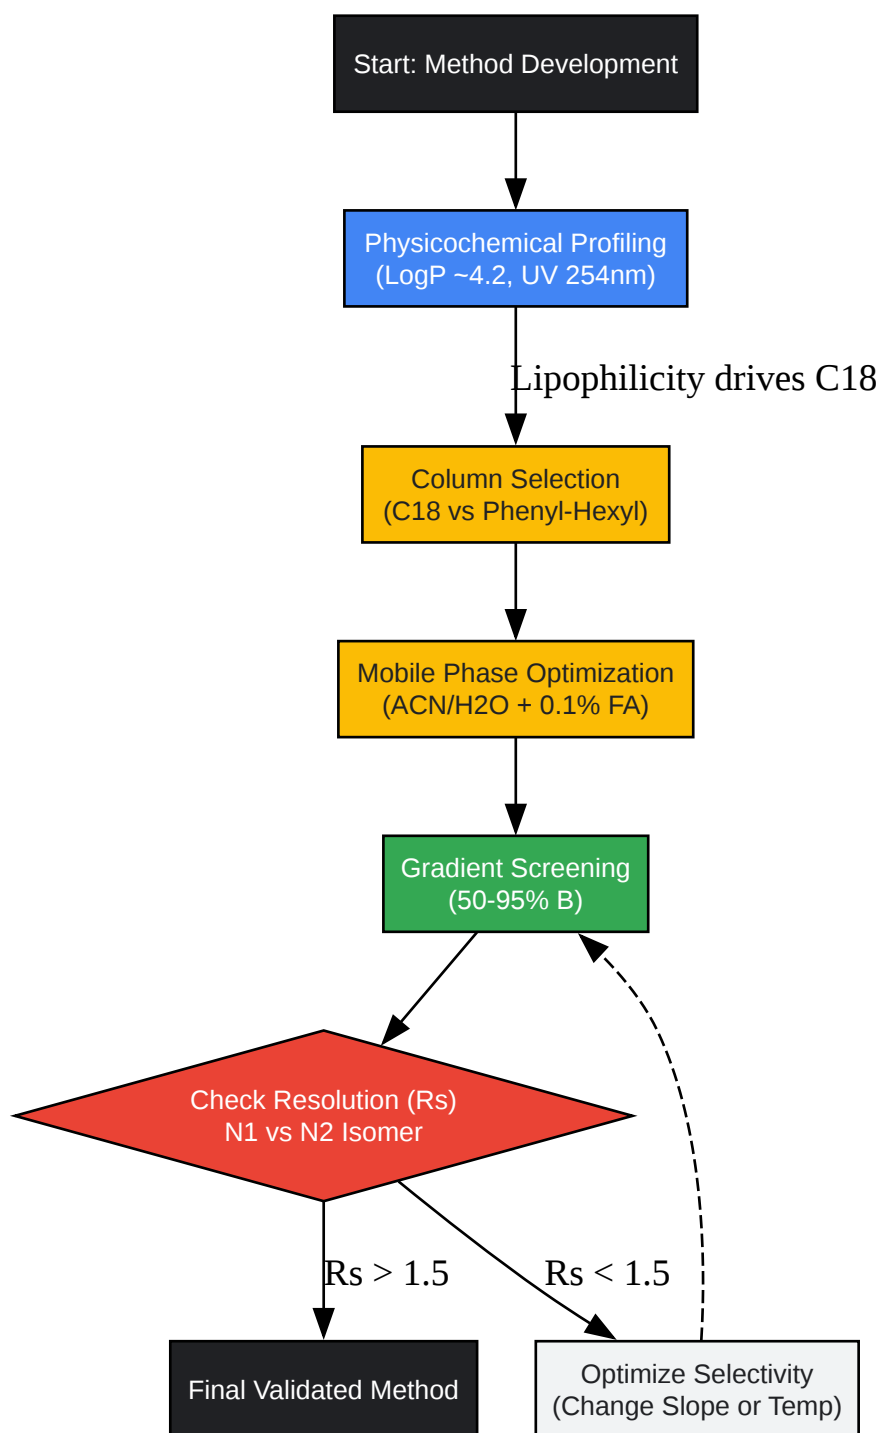 Start: Method Development
Physicochemical Profiling
(LogP ~4.2, UV 254nm)
Lipophilicity drives C18
Column Selection
(C18 vs Phenyl-Hexyl)
Mobile Phase Optimization
(ACN/H2O + 0.1% FA)
Gradient Screening
(50-95% B)
Check Resolution (Rs)
N1 vs N2 Isomer
Rs > 1.5
Rs < 1.5
Final Validated Method
Optimize Selectivity
(Change Slope or Temp)